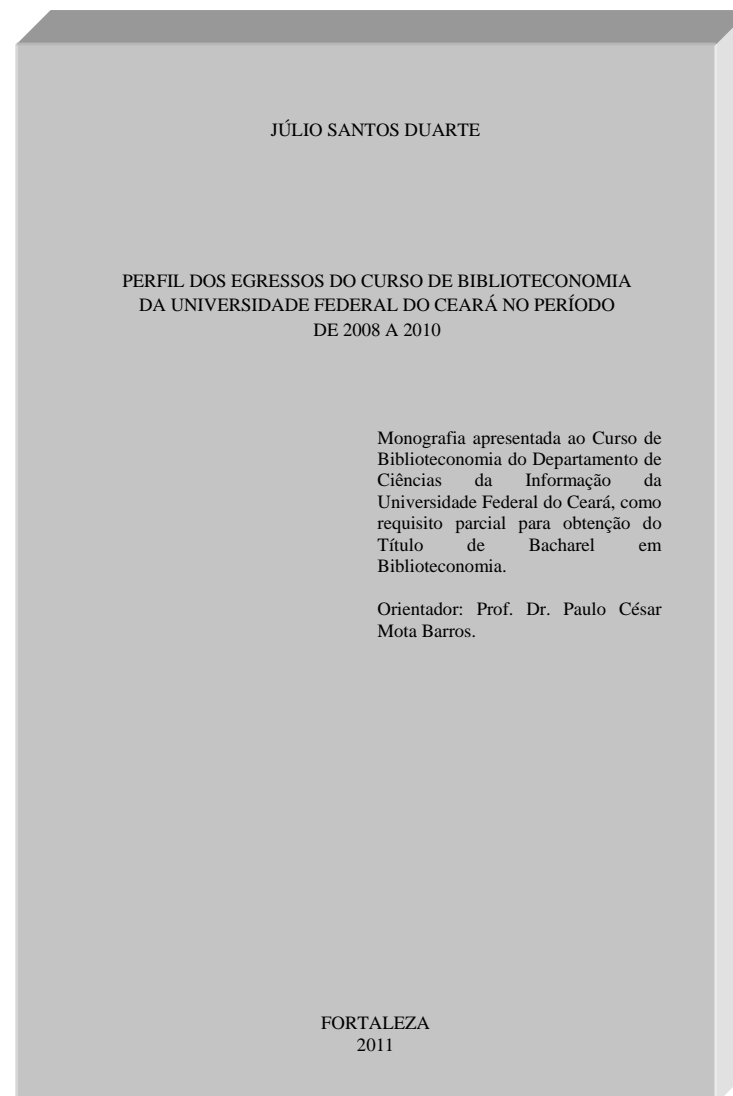 JÚLIO SANTOS DUARTE
PERFIL DOS EGRESSOS DO CURSO DE BIBLIOTECONOMIA
DA UNIVERSIDADE FEDERAL DO CEARÁ NO PERÍODO
DE 2008 A 2010
Monografia apresentada ao Curso de
Biblioteconomia do Departamento de
Ciências da Informação da
Universidade Federal do Ceará, como
requisito parcial para obtenção do
Título de Bacharel em
Biblioteconomia.
Orientador: Prof. Dr. Paulo César
Mota Barros.
FORTALEZA
2011